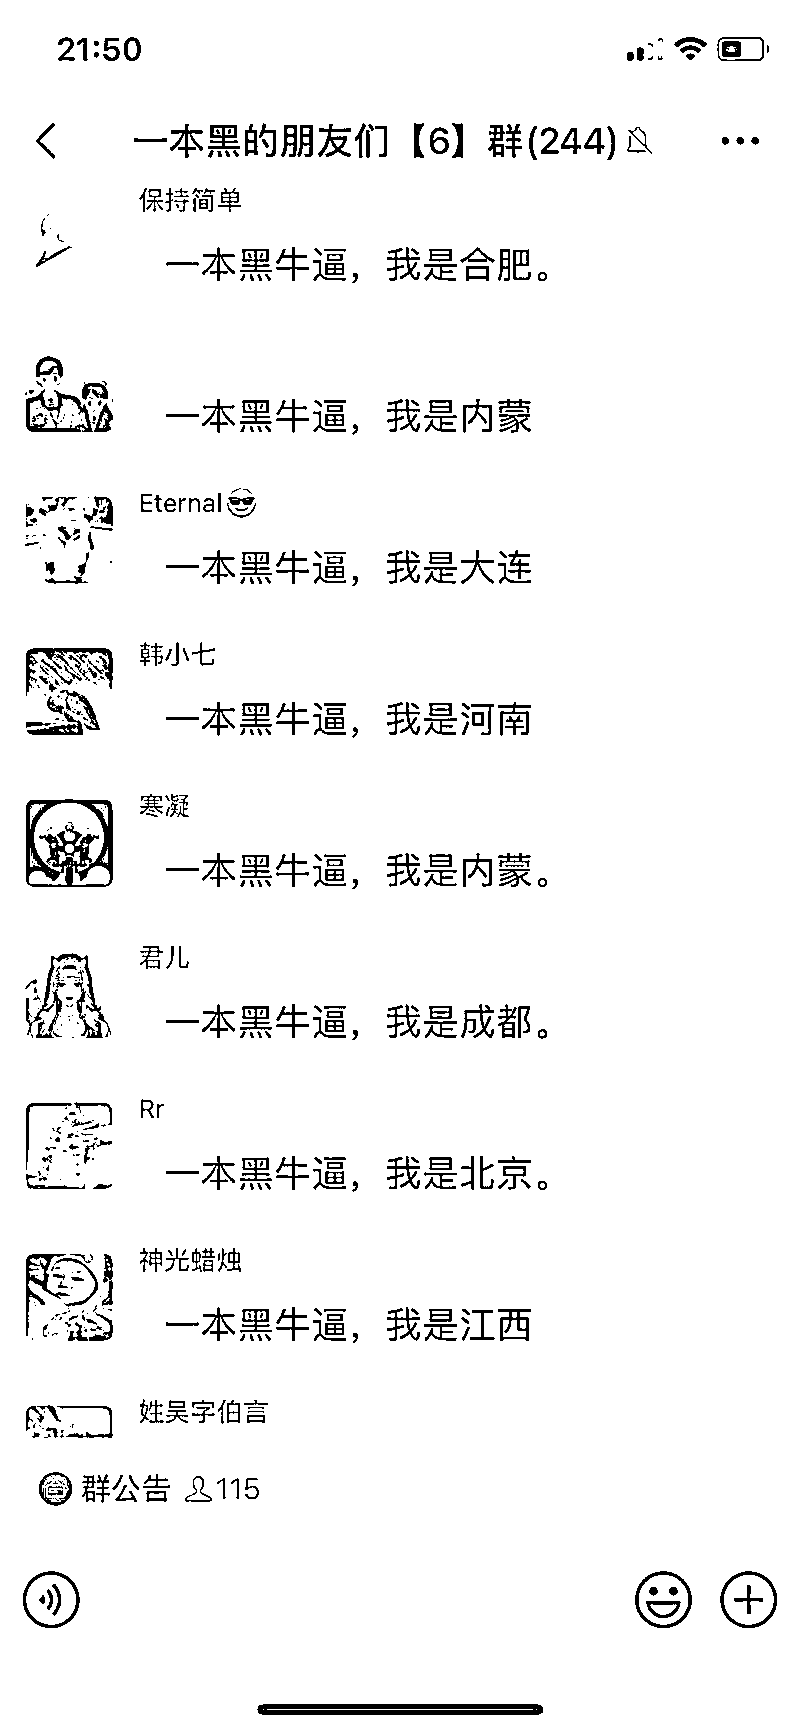 21:50
一本黑的朋友们【6】群(244)
保持简单
一本黑牛逼，我是合肥。
一本黑牛逼，我是内蒙
Eternal😎
一本黑牛逼，我是大连
韩小七
一本黑牛逼，我是河南
寒凝
一本黑牛逼，我是内蒙。
君儿
一本黑牛逼，我是成都。
Rr
一本黑牛逼，我是北京。
神光蜡烛
一本黑牛逼，我是江西
姓吴字伯言
群公告 115